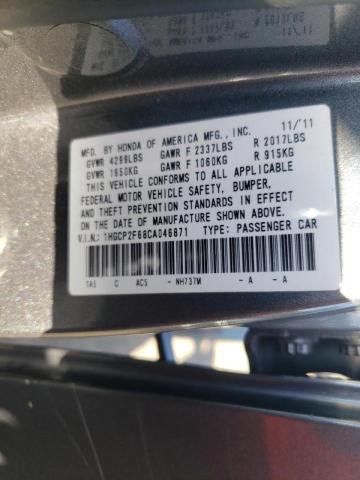 MFD. BY HONDA OF AMERICA MFG., INC. 11/11
GVWR 4299LBS GAWR F 2337LBS R 2017LBS
GVWR 1950KG GAWR F 1060KG R 915KG
THIS VEHICLE CONFORMS TO ALL APPLICABLE
FEDERAL MOTOR VEHICLE SAFETY, BUMPER,
AND THEFT PREVENTION STANDARDS IN EFFECT
ON THE DATE OF MANUFACTURE SHOWN ABOVE.
V.I.N.: 1HGCP2F68CA046871 TYPE: PASSENGER CAR
TA5 C AC5 - NH737M - A - A